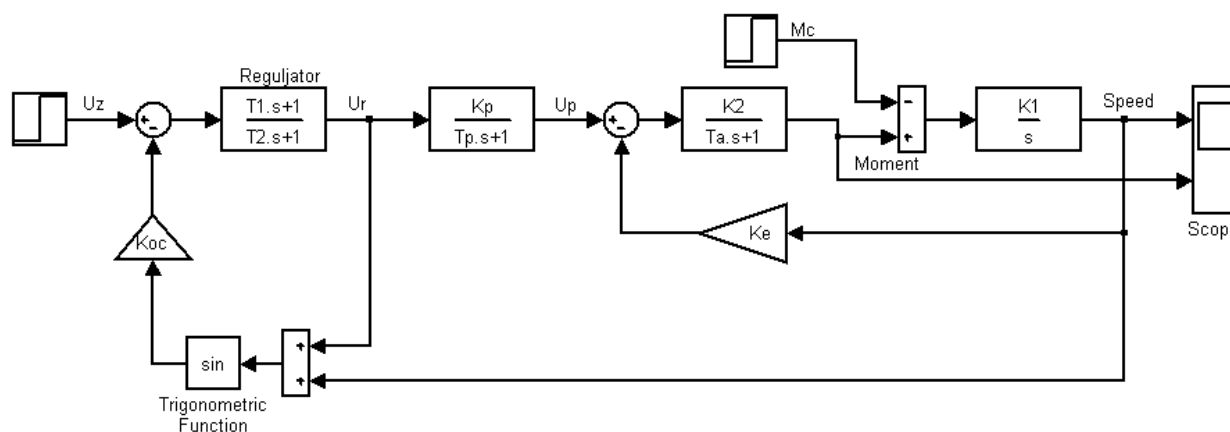 Mc
Reguljator
Uz
T1.s+1
T2.s+1
Ur
Kp
Tp.s+1
Up
K2
Ta.s+1
Moment
K1
s
Speed
Scop
Ke
Koc
sin
Trigonometric
Function